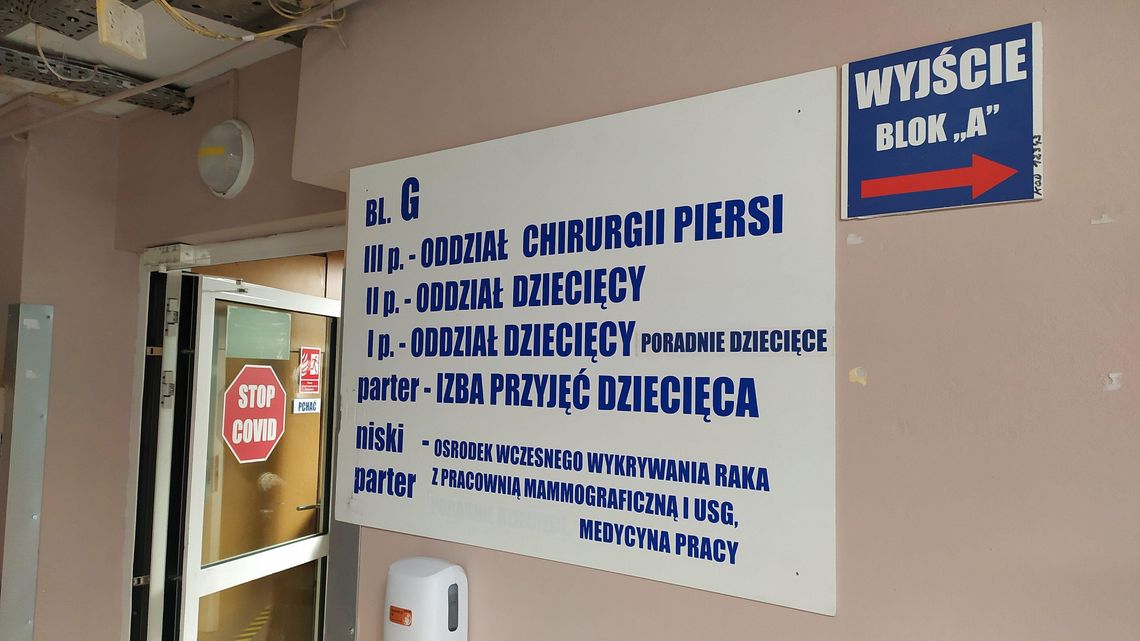 WYJŚCIE
BLOK „A”
BL. G
III p. - ODDZIAŁ CHIRURGII PIERSI
II p. - ODDZIAŁ DZIECIĘCY
I p. - ODDZIAŁ DZIECIĘCY PORADNIE DZIECIĘCE
parter - IZBA PRZYJĘĆ DZIECIĘCA
niski parter - OSRODEK WCZESNEGO WYKRYWANIA RAKA
Z PRACOWNIĄ MAMMOGRAFICZNĄ I USG,
MEDYCYNA PRACY
STOP
COVID
PCHAĆ